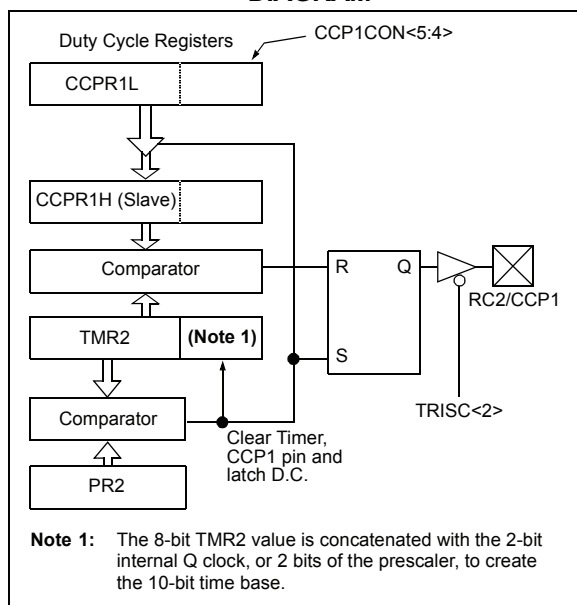 Duty Cycle Registers
CCP1CON<5:4>
CCPR1L
CCPR1H (Slave)
Comparator
R
Q
RC2/CCP1
TMR2
(Note 1)
S
TRISC<2>
Comparator
Clear Timer,
CCP1 pin and
latch D.C.
PR2
Note 1: The 8-bit TMR2 value is concatenated with the 2-bit
internal Q clock, or 2 bits of the prescaler, to create
the 10-bit time base.